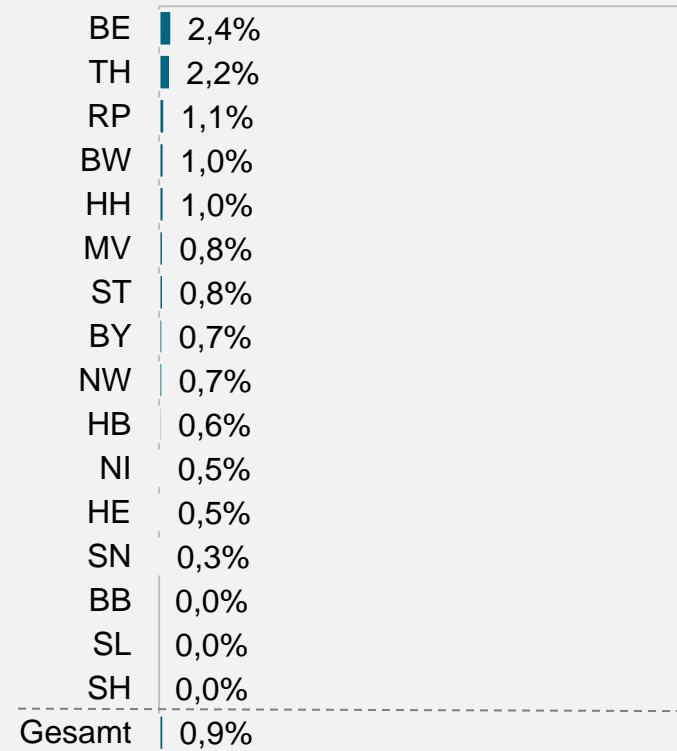 BE 2,4%
TH 2,2%
RP 1,1%
BW 1,0%
HH 1,0%
MV 0,8%
ST 0,8%
BY 0,7%
NW 0,7%
HB 0,6%
NI 0,5%
HE 0,5%
SN 0,3%
BB 0,0%
SL 0,0%
SH 0,0%
Gesamt 0,9%